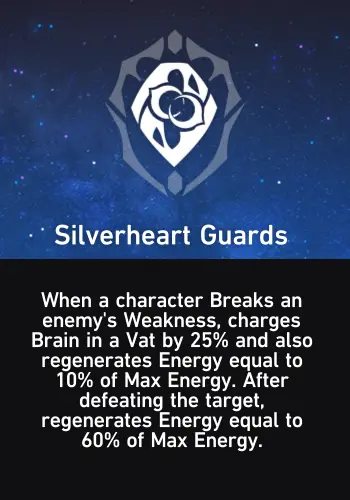 Silverheart Guards
When a character Breaks an
enemy's Weakness, charges
Brain in a Vat by 25% and also
regenerates Energy equal to
10% of Max Energy. After
defeating the target,
regenerates Energy equal to
60% of Max Energy.